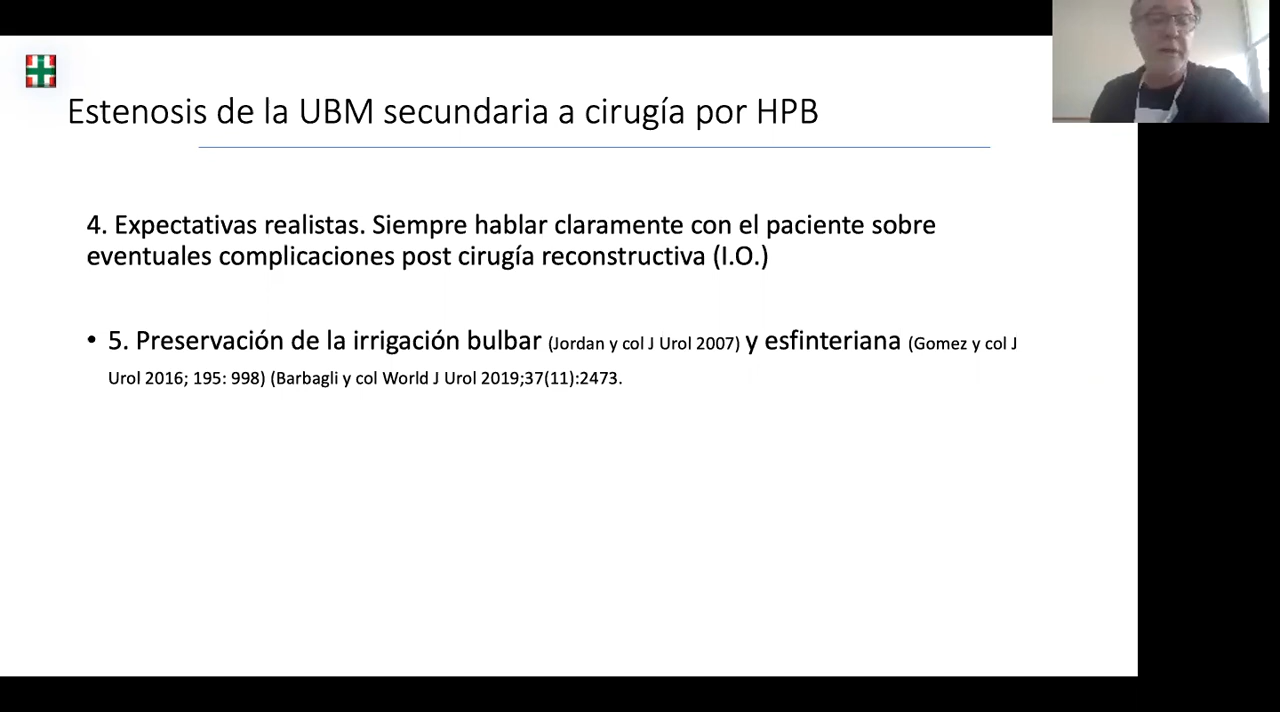 Estenosis de la UBM secundaria a cirugía por HPB
4. Expectativas realistas. Siempre hablar claramente con el paciente sobre
eventuales complicaciones post cirugía reconstructiva (I.O.)
• 5. Preservación de la irrigación bulbar (Jordan y col J Urol 2007) y esfinteriana (Gomez y col J
Urol 2016; 195: 998) (Barbagli y col World J Urol 2019;37(11):2473.